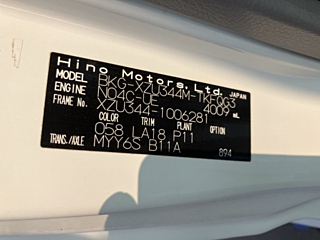 Hino Motors, Ltd. JAPAN
MODEL BKG-XZU344M-TKFQG3
ENGINE N04C-UE 4009 mL
FRAME No. XZU344-1006281
COLOR TRIM PLANT OPTION
058 LA18 P11
TRANS./AXLE MYY6S B11A
894